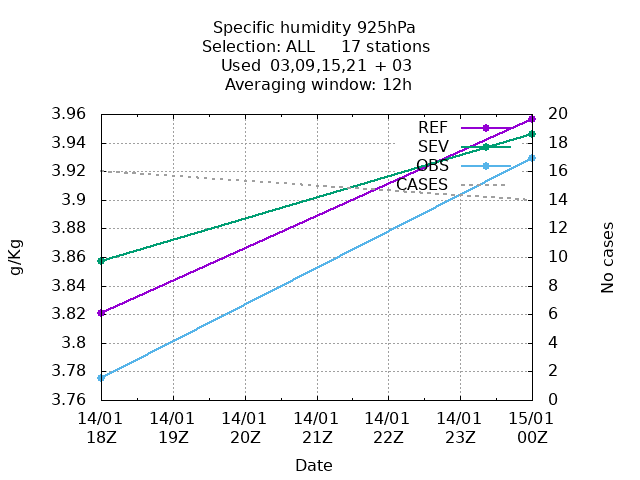 Specific humidity 925hPa
Selection: ALL 17 stations
Used 03,09,15,21 + 03
Averaging window: 12h
3.96
3.94
3.92
3.9
3.88
3.86
3.84
3.82
3.8
3.78
3.76
20
18
16
14
12
10
8
6
4
2
0
REF
SEV
OBS
CASES
g/Kg
No cases
14/01 14/01 14/01 14/01 14/01 14/01 15/01
18Z 19Z 20Z 21Z 22Z 23Z 00Z
Date